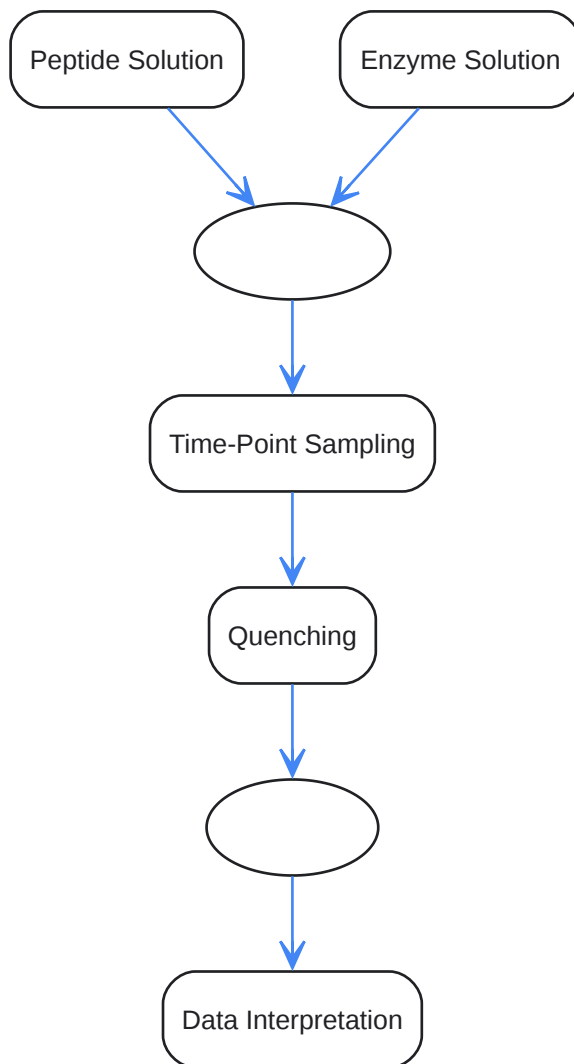 Peptide Solution
Enzyme Solution
Time-Point Sampling
Quenching
Data Interpretation